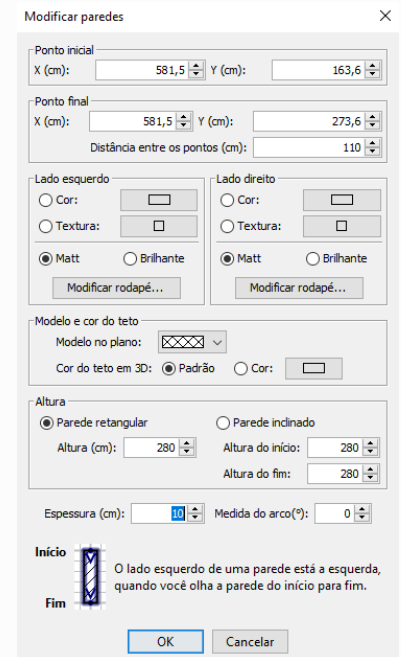 Modificar paredes
Ponto inicial
X (cm): 581,5 Y (cm): 163,6
Ponto final
X (cm): 581,5 Y (cm): 273,6
Distância entre os pontos (cm): 110
Lado esquerdo Lado direito
Cor: Cor:
Textura: Textura:
Matt Brilhante Matt Brilhante
Modificar rodapé... Modificar rodapé...
Modelo e cor do teto
Modelo no plano:
Cor do teto em 3D: Padrão Cor:
Altura
Parede retangular Parede inclinado
Altura (cm): 280 Altura do início: 280
Altura do fim: 280
Espessura (cm): 10 Medida do arco(°): 0
Início
O lado esquerdo de uma parede está a esquerda,
quando você olha a parede do início para fim.
Fim
OK Cancelar